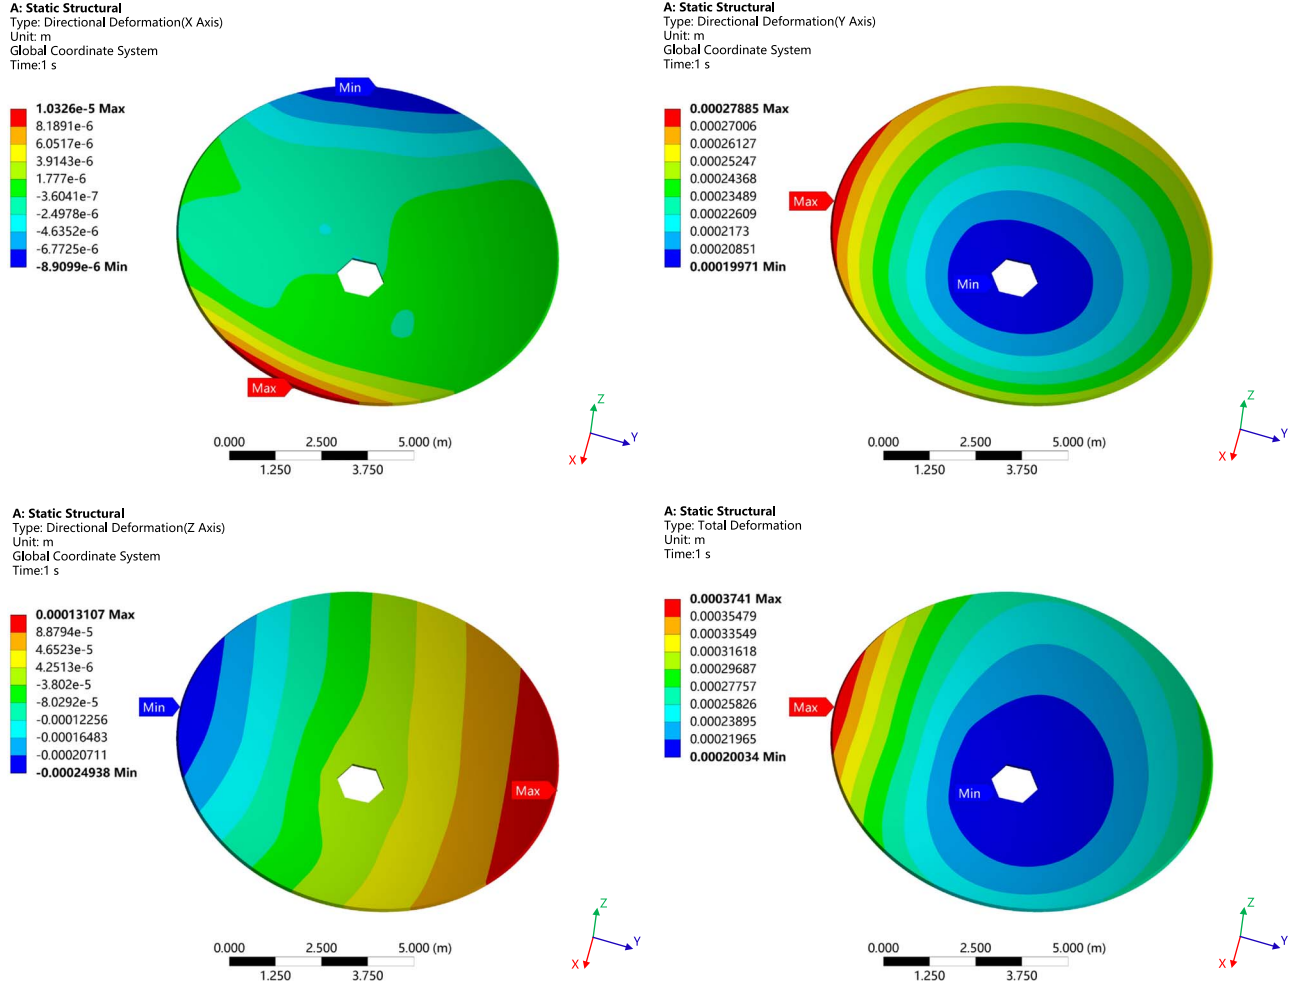 A: Static Structural
Type: Directional Deformation(X Axis)
Unit: m
Global Coordinate System
Time:1 s
1.0326e-5 Max
8.1891e-6
6.0517e-6
3.9143e-6
1.777e-6
-3.6041e-7
-2.4978e-6
-4.6352e-6
-6.7725e-6
-8.9099e-6 Min
Min
Max
0.000 2.500 5.000 (m)
1.250 3.750
Z
Y
X
A: Static Structural
Type: Directional Deformation(Y Axis)
Unit: m
Global Coordinate System
Time:1 s
0.00027885 Max
0.00027006
0.00026127
0.00025247
0.00024368
0.00023489
0.00022609
0.0002173
0.00020851
0.00019971 Min
Max
Min
0.000 2.500 5.000 (m)
1.250 3.750
Z
Y
X
A: Static Structural
Type: Directional Deformation(Z Axis)
Unit: m
Global Coordinate System
Time:1 s
0.00013107 Max
8.8794e-5
4.6523e-5
4.2513e-6
-3.802e-5
-8.0292e-5
-0.00012256
-0.00016483
-0.00020711
-0.00024938 Min
Min
Max
0.000 2.500 5.000 (m)
1.250 3.750
Z
Y
X
A: Static Structural
Type: Total Deformation
Unit: m
Time:1 s
0.0003741 Max
0.00035479
0.00033549
0.00031618
0.00029687
0.00027757
0.00025826
0.00023895
0.00021965
0.00020034 Min
Max
Min
0.000 2.500 5.000 (m)
1.250 3.750
Z
Y
X